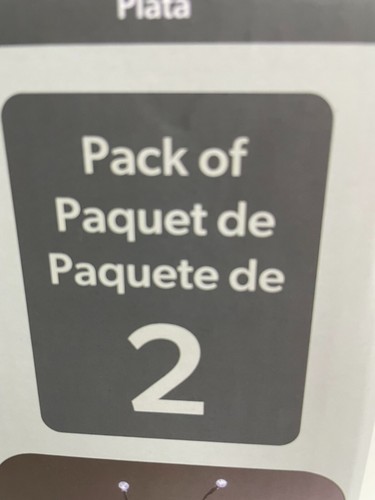 Plata
Pack of
Paquet de
Paquete de
2